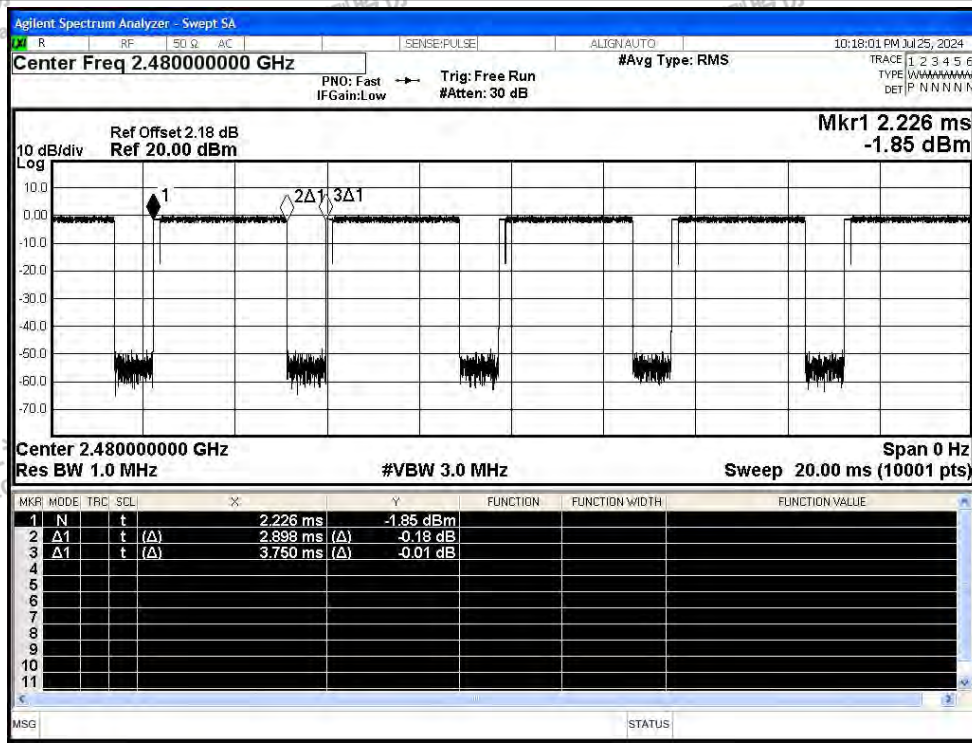 Agilent Spectrum Analyzer - Swept SA
LXI R RF 50 Ω AC SENSE:PULSE ALIGN AUTO 10:18:01 PM Jul 25, 2024
Center Freq 2.480000000 GHz
#Avg Type: RMS
TRACE 1 2 3 4 5 6
PNO: Fast Trig: Free Run
TYPE
IFGain:Low #Atten: 30 dB
DET P N N N N N
Mkr1 2.226 ms
-1.85 dBm
Ref Offset 2.18 dB
10 dB/div Ref 20.00 dBm
Log
10.0
1 2Δ1 3Δ1
0.00
-10.0
-20.0
-30.0
-40.0
-50.0
-60.0
-70.0
Center 2.480000000 GHz Span 0 Hz
Res BW 1.0 MHz #VBW 3.0 MHz Sweep 20.00 ms (10001 pts)
MKR MODE TRC SCL X Y FUNCTION FUNCTION WIDTH FUNCTION VALUE
1 N t 2.226 ms -1.85 dBm
2 Δ1 t (Δ) 2.898 ms (Δ) -0.18 dB
3 Δ1 t (Δ) 3.750 ms (Δ) -0.01 dB
4
5
6
7
8
9
10
11
MSG STATUS